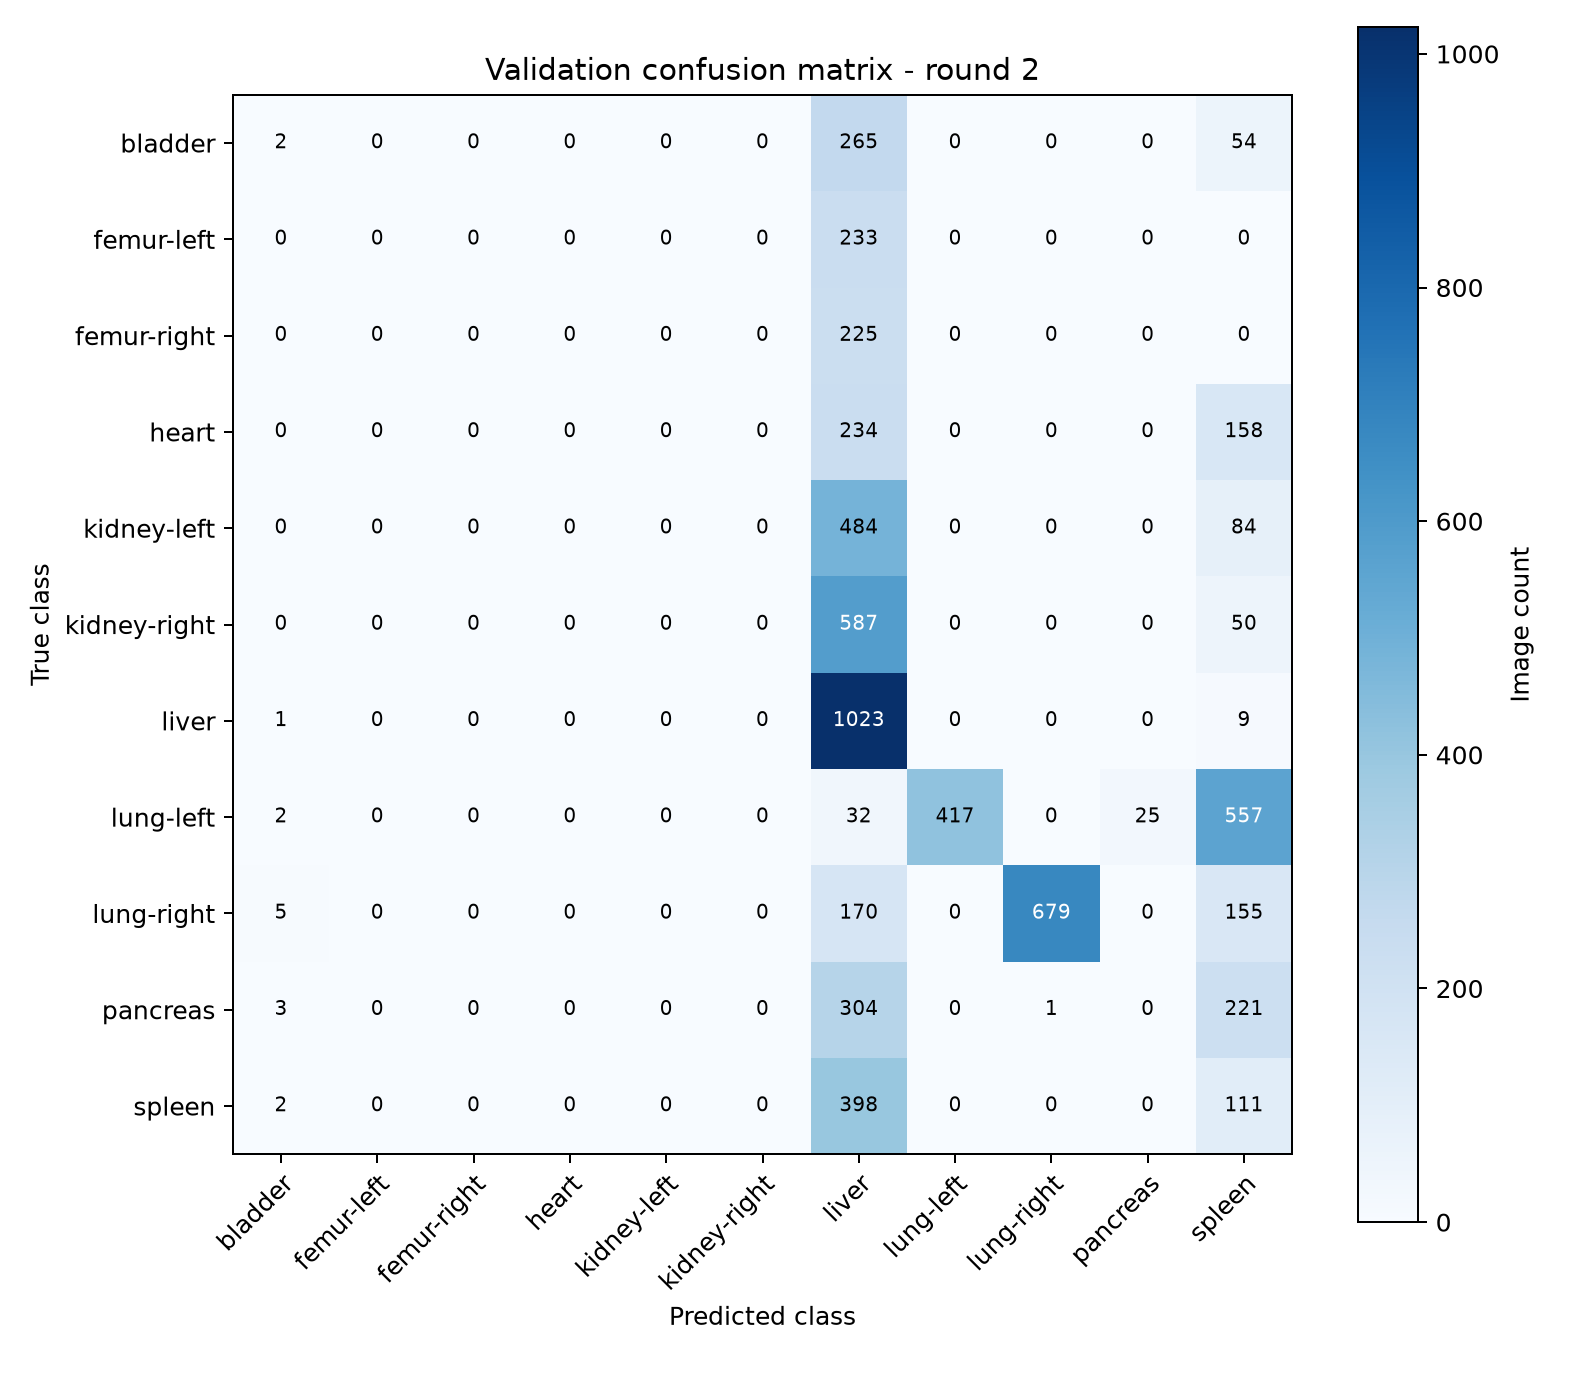 Validation confusion matrix - round 2
bladder 2 0 0 0 0 0 265 0 0 0 54
femur-left 0 0 0 0 0 0 233 0 0 0 0
femur-right 0 0 0 0 0 0 225 0 0 0 0
heart 0 0 0 0 0 0 234 0 0 0 158
kidney-left 0 0 0 0 0 0 484 0 0 0 84
kidney-right 0 0 0 0 0 0 587 0 0 0 50
liver 1 0 0 0 0 0 1023 0 0 0 9
lung-left 2 0 0 0 0 0 32 417 0 25 557
lung-right 5 0 0 0 0 0 170 0 679 0 155
pancreas 3 0 0 0 0 0 304 0 1 0 221
spleen 2 0 0 0 0 0 398 0 0 0 111
bladder femur-left femur-right heart kidney-left kidney-right liver lung-left lung-right pancreas spleen
Predicted class
True class
1000
800
600
400
200
0
Image count